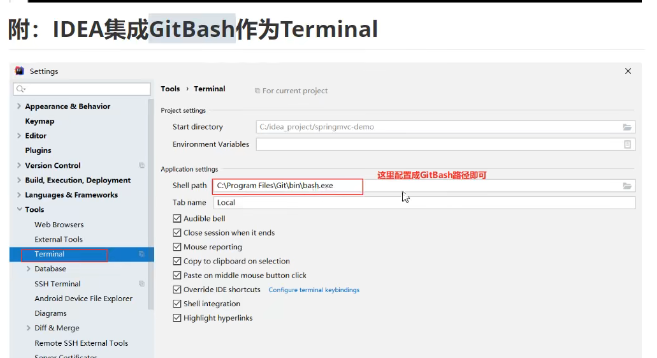 附：IDEA集成GitBash作为Terminal
Settings
Tools › Terminal
For current project
Appearance & Behavior
Keymap
Editor
Plugins
Version Control
Build, Execution, Deployment
Languages & Frameworks
Tools
Web Browsers
External Tools
Terminal
Database
SSH Terminal
Android Device File Explorer
Diagrams
Diff & Merge
Remote SSH External Tools
Server Certificates
Project settings
Start directory
C:/idea_project/springmvc-demo
Environment Variables
Application settings
这里配置成GitBash路径即可
Shell path
C:\Program Files\Git\bin\bash.exe
Tab name
Local
Audible bell
Close session when it ends
Mouse reporting
Copy to clipboard on selection
Paste on middle mouse button click
Override IDE shortcuts
Configure terminal keybindings
Shell integration
Highlight hyperlinks